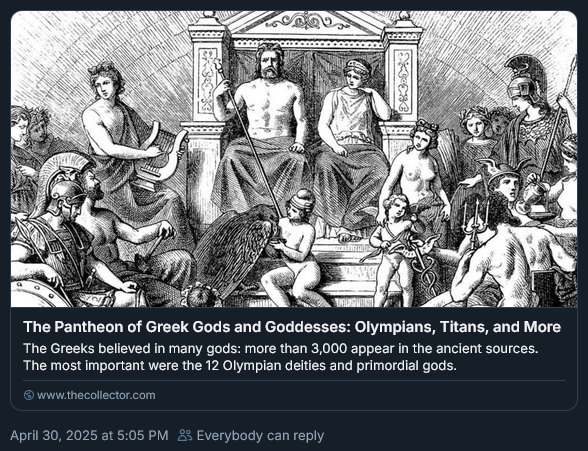 The Pantheon of Greek Gods and Goddesses: Olympians, Titans, and More
The Greeks believed in many gods: more than 3,000 appear in the ancient sources.
The most important were the 12 Olympian deities and primordial gods.
www.thecollector.com
April 30, 2025 at 5:05 PM Everybody can reply